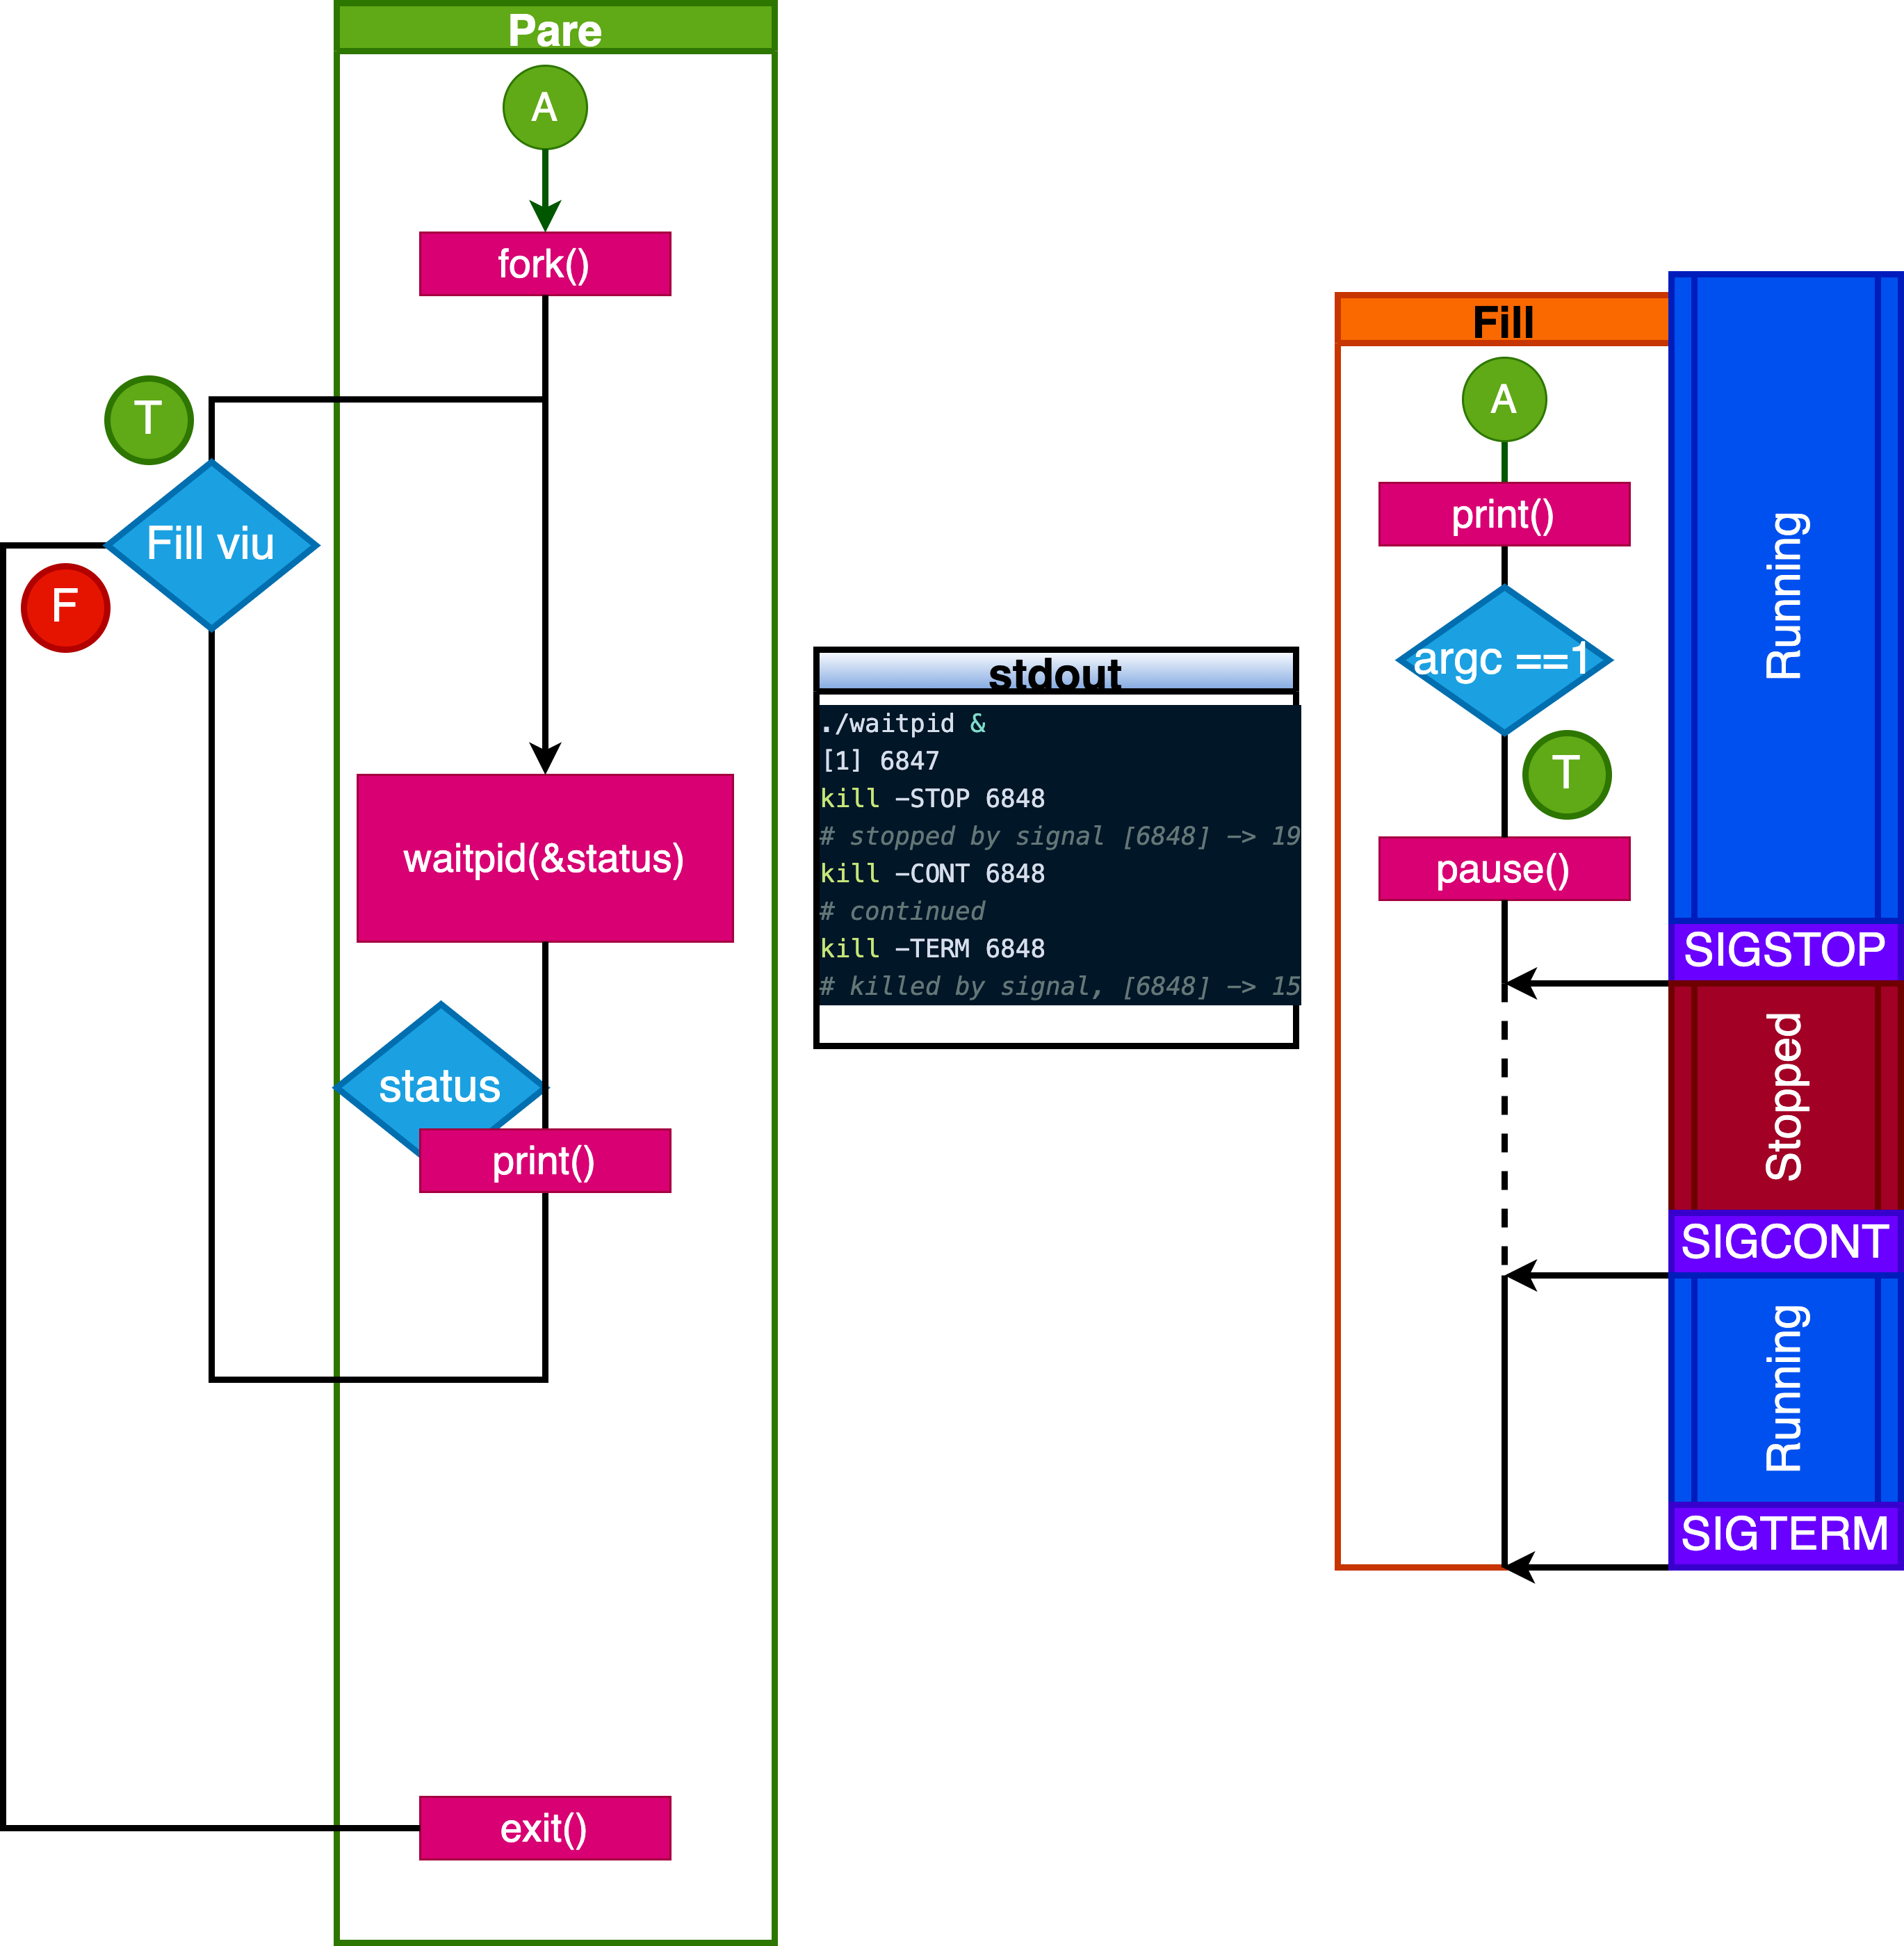 Pare
A
fork()
T
Fill viu
F
waitpid(&status)
status
print()
exit()
stdout
./waitpid &
[1] 6847
kill -STOP 6848
# stopped by signal [6848] -> 19
kill -CONT 6848
# continued
kill -TERM 6848
# killed by signal, [6848] -> 15
Fill
A
print()
argc ==1
T
pause()
Running
SIGSTOP
Stopped
SIGCONT
Running
SIGTERM